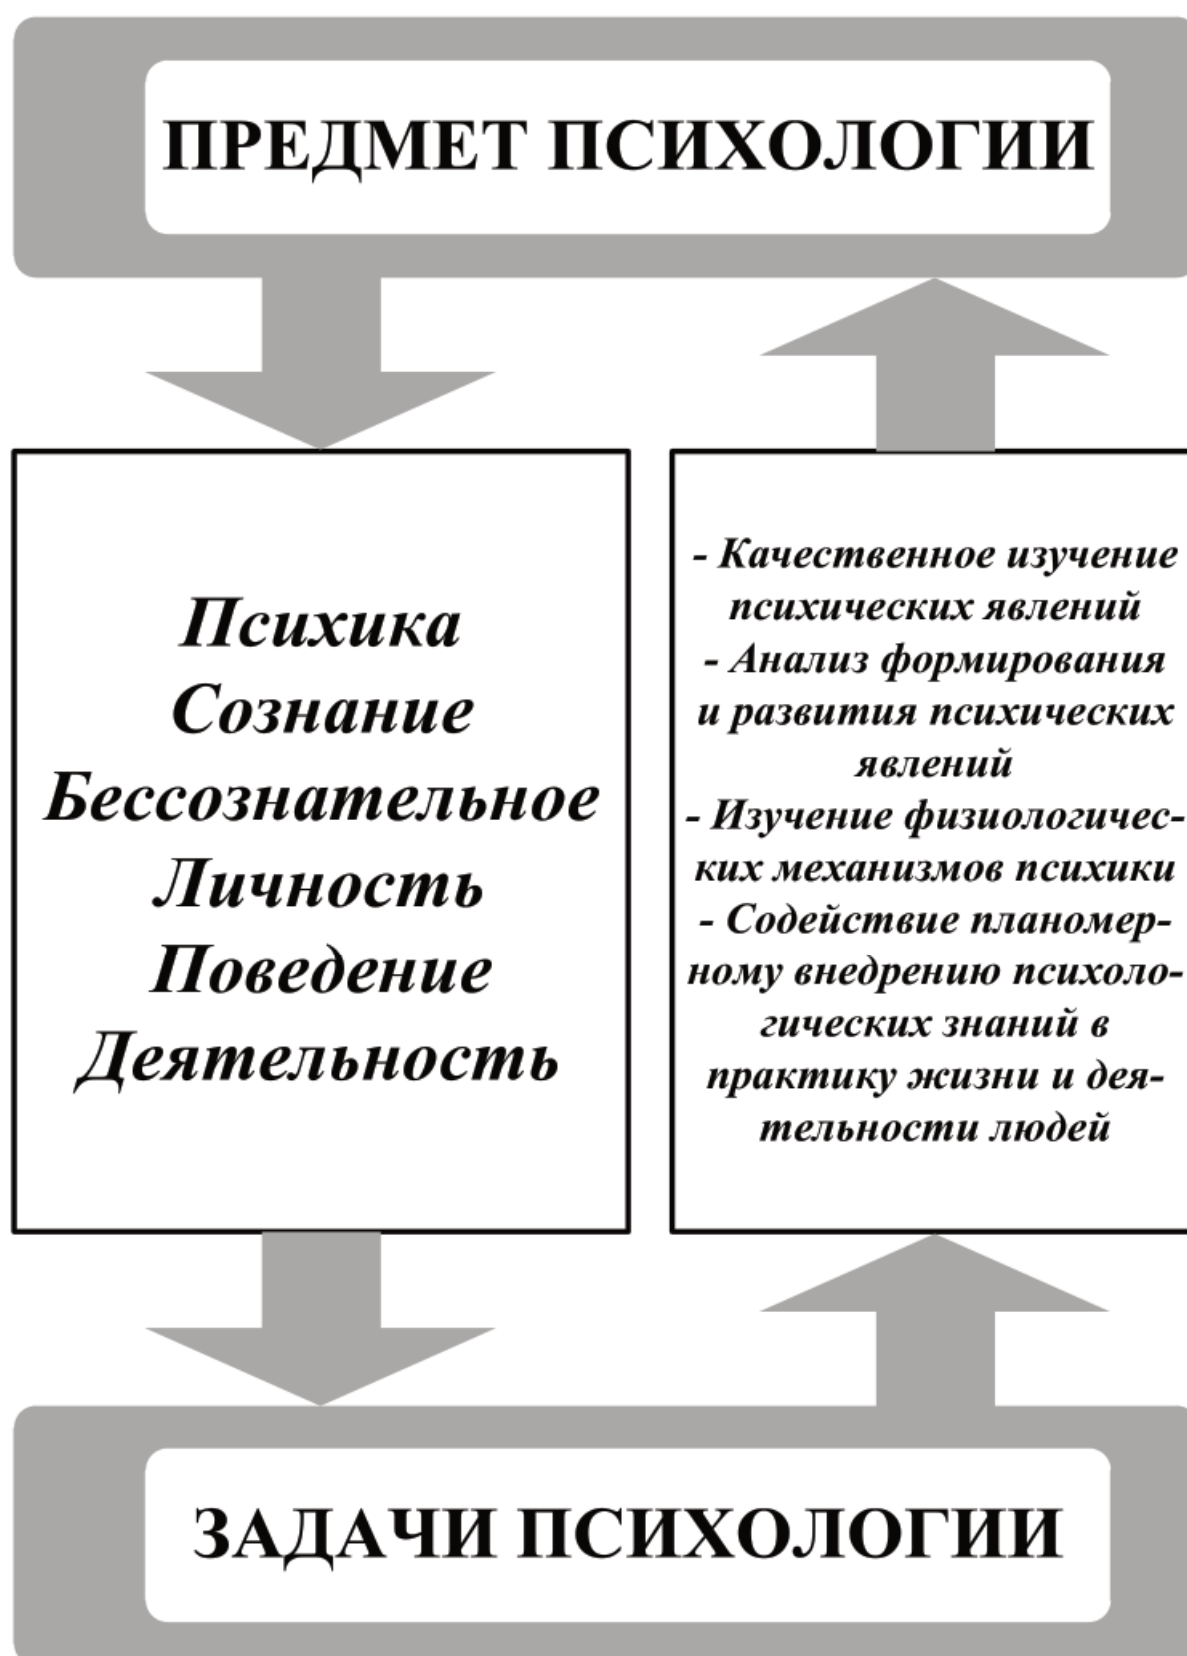 ПРЕДМЕТ ПСИХОЛОГИИ
Психика
Сознание
Бессознательное
Личность
Поведение
Деятельность
- Качественное изучение
психических явлений
- Анализ формирования
и развития психических
явлений
- Изучение физиологичес-
ких механизмов психики
- Содействие планомер-
ному внедрению психоло-
гических знаний в
практику жизни и дея-
тельности людей
ЗАДАЧИ ПСИХОЛОГИИ